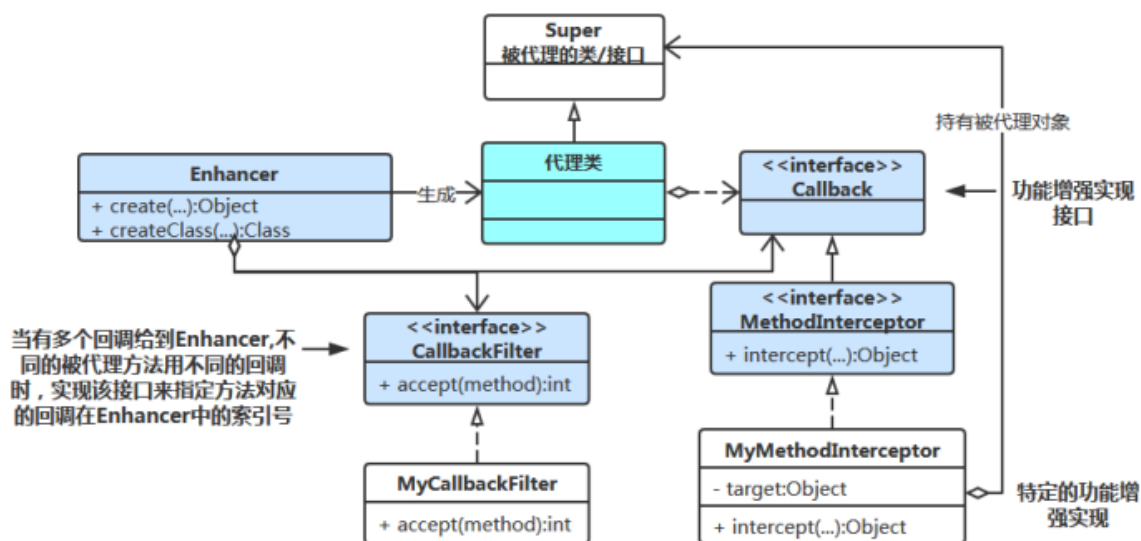 Super
被代理的类/接口
持有被代理对象
Enhancer
+ create(...):Object
+ createClass(...):Class
生成
代理类
<<interface>>
Callback
功能增强实现
接口
<<interface>>
MethodInterceptor
+ intercept(...):Object
当有多个回调给到Enhancer,不
同的被代理方法用不同的回调
时，实现该接口来指定方法对应
的回调在Enhancer中的索引号
<<interface>>
CallbackFilter
+ accept(method):int
MyCallbackFilter
+ accept(method):int
MyMethodInterceptor
- target:Object
+ intercept(...):Object
特定的功能增
强实现